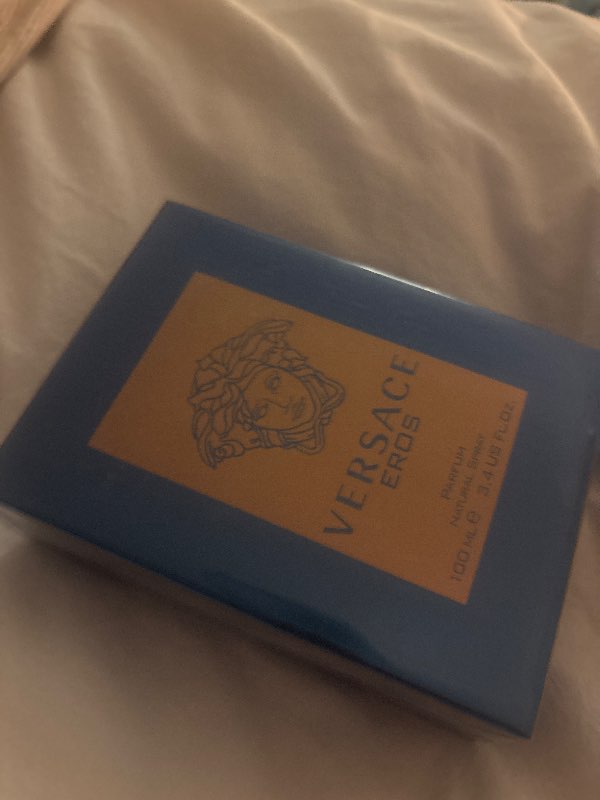 VERSACE
EROS
PARFUM
NATURAL SPRAY
100 ML ℮ 3.4 US FL.OZ.